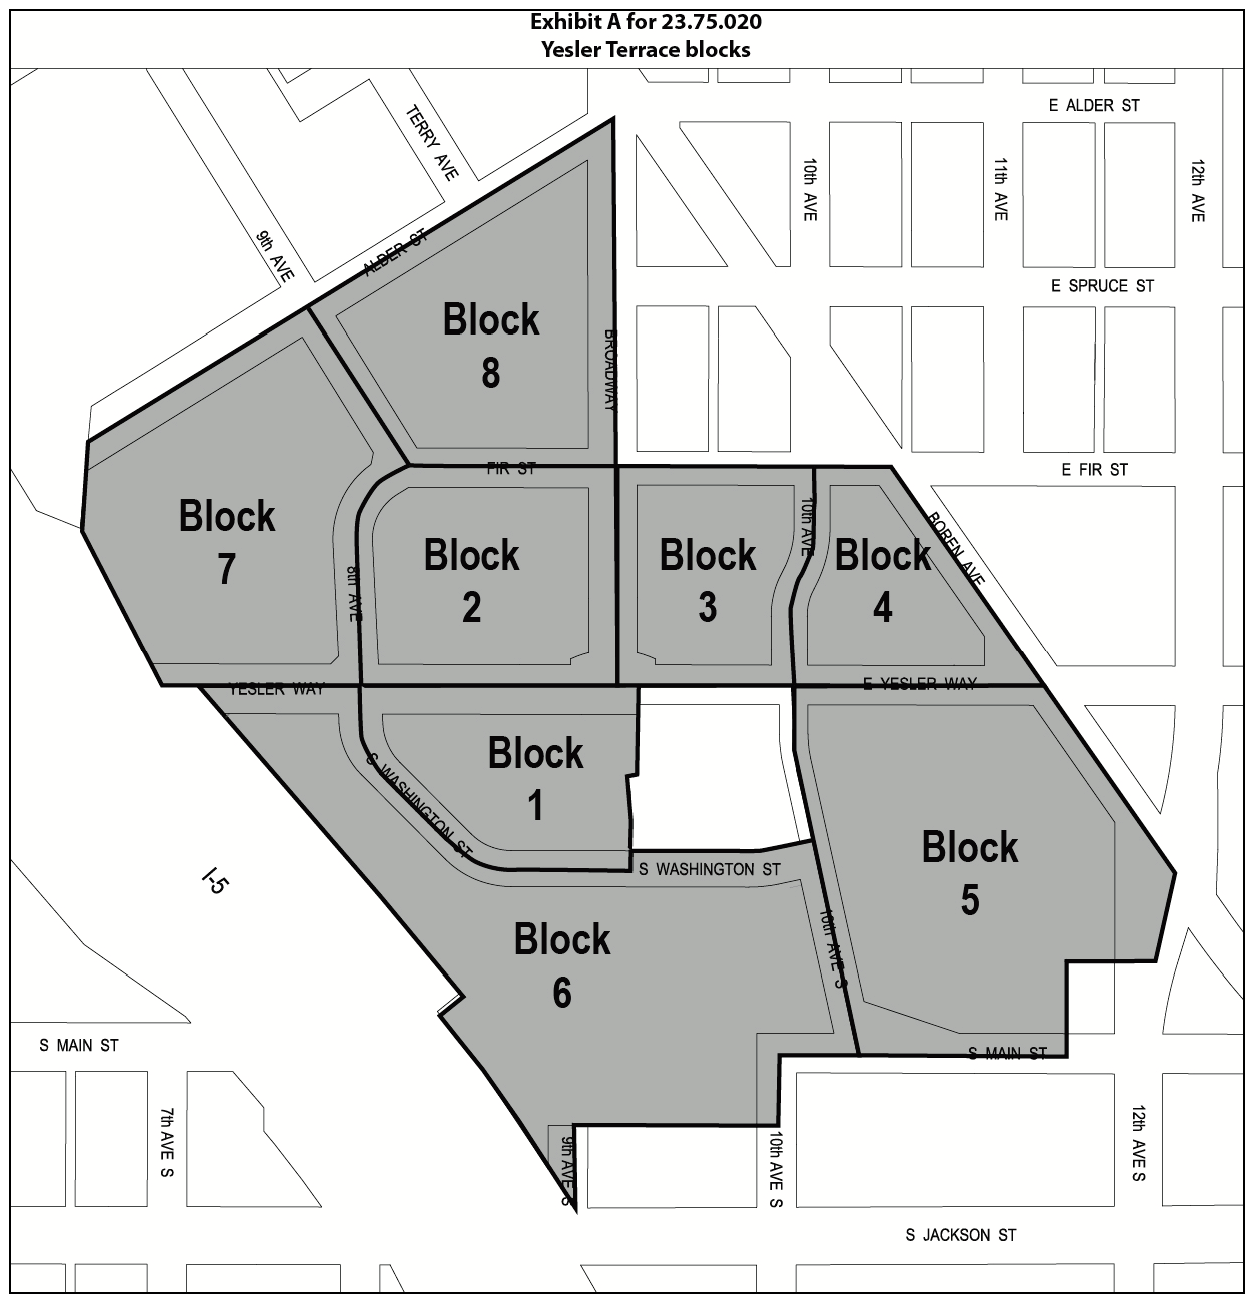 Exhibit A for 23.75.020
Yesler Terrace blocks
E ALDER ST
TERRY AVE
10th AVE
11th AVE
12th AVE
9th AVE
ALDER ST
E SPRUCE ST
Block
8
BROADWAY
FIR ST
E FIR ST
Block
7
10th AVE
BOREN AVE
Block
2
Block
3
Block
4
8th AVE
YESLER WAY
E YESLER WAY
Block
1
S WASHINGTON ST
S WASHINGTON ST
Block
5
I-5
Block
6
10th AVE S
S MAIN ST
S MAIN ST
7th AVE S
9th AVE S
10th AVE S
12th AVE S
S JACKSON ST